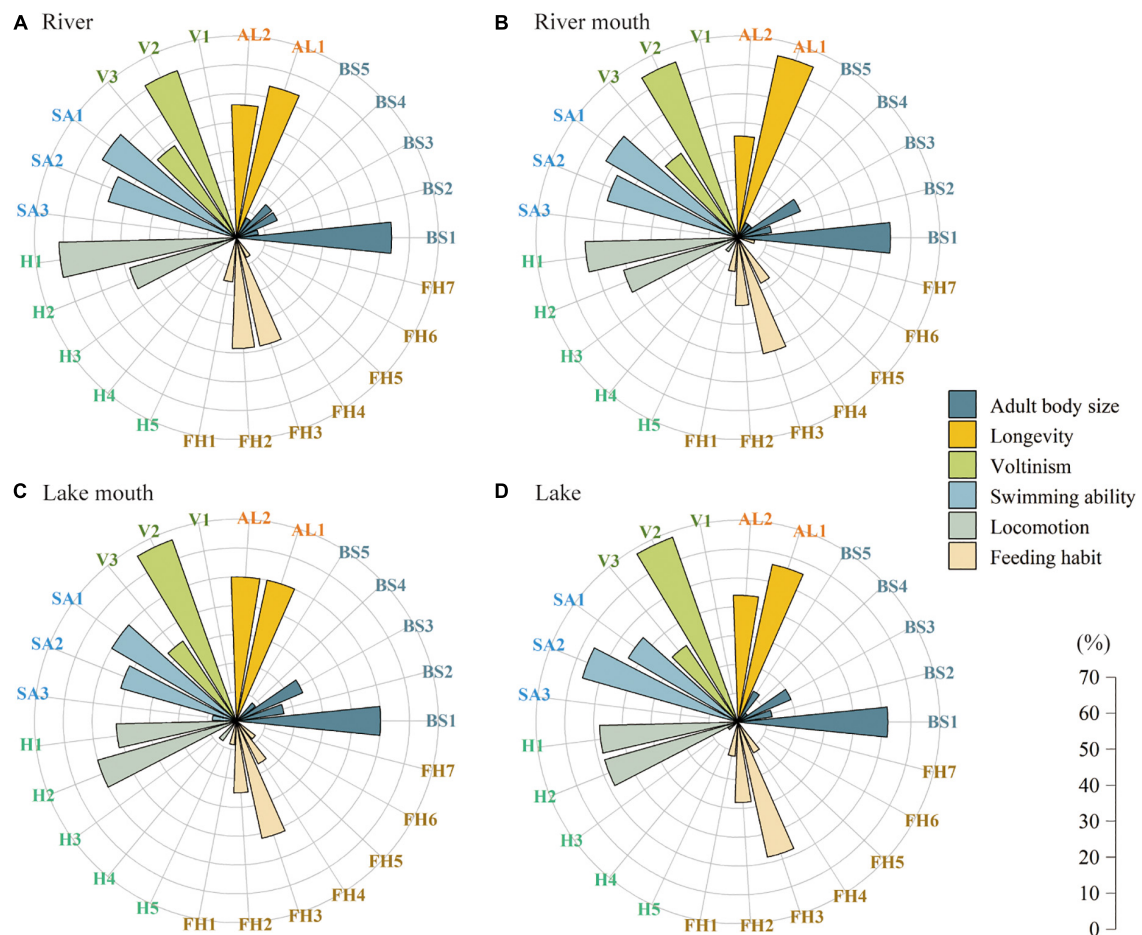 A River
V1
AL2
AL1
BS5
BS4
BS3
BS2
BS1
FH7
FH6
FH5
FH4
FH3
FH2
FH1
H5
H4
H3
H2
H1
SA3
SA2
SA1
V3
V2
B River mouth
V1
AL2
AL1
BS5
BS4
BS3
BS2
BS1
FH7
FH6
FH5
FH4
FH3
FH2
FH1
H5
H4
H3
H2
H1
SA3
SA2
SA1
V3
V2
Adult body size
Longevity
Voltinism
Swimming ability
Locomotion
Feeding habit
C Lake mouth
V1
AL2
AL1
BS5
BS4
BS3
BS2
BS1
FH7
FH6
FH5
FH4
FH3
FH2
FH1
H5
H4
H3
H2
H1
SA3
SA2
SA1
V3
V2
D Lake
V1
AL2
AL1
BS5
BS4
BS3
BS2
BS1
FH7
FH6
FH5
FH4
FH3
FH2
FH1
H5
H4
H3
H2
H1
SA3
SA2
SA1
V3
V2
(%)
70
60
50
40
30
20
10
0